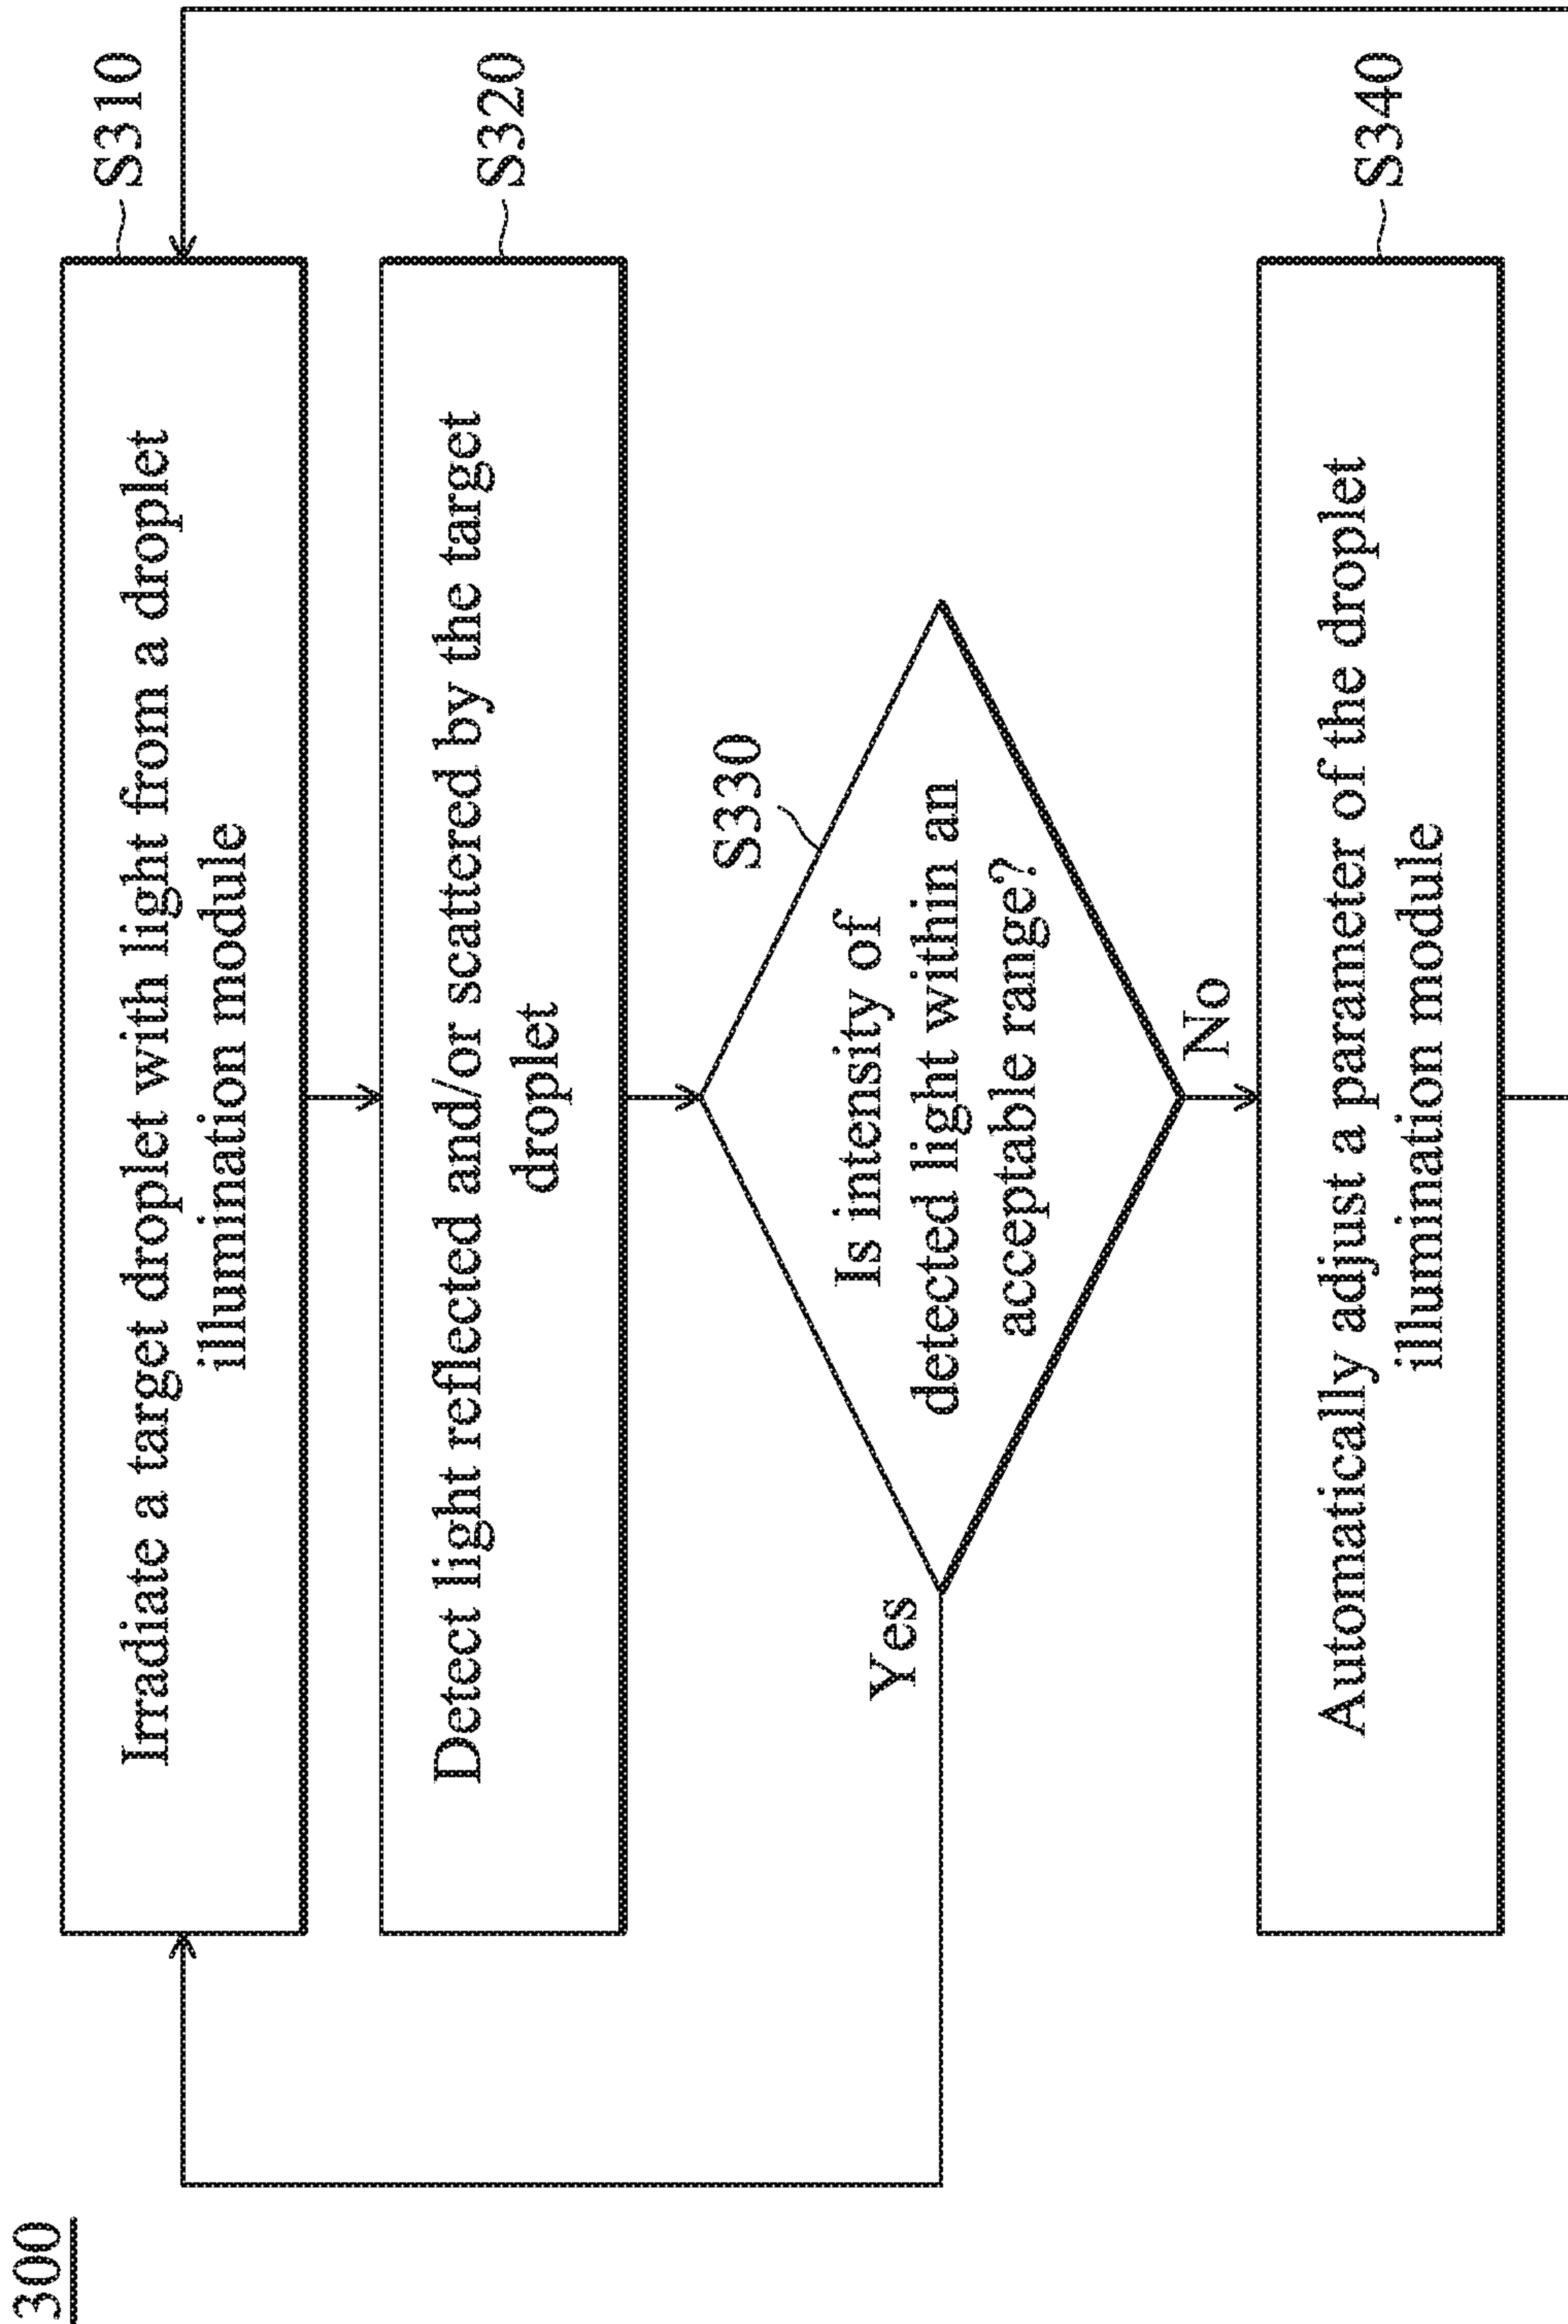 300
Irradiate a target droplet with light from a droplet
illumination module
S310
Detect light reflected and/or scattered by the target
droplet
S320
S330
Is intensity of
detected light within an
acceptable range?
Yes
No
Automatically adjust a parameter of the droplet
illumination module
S340